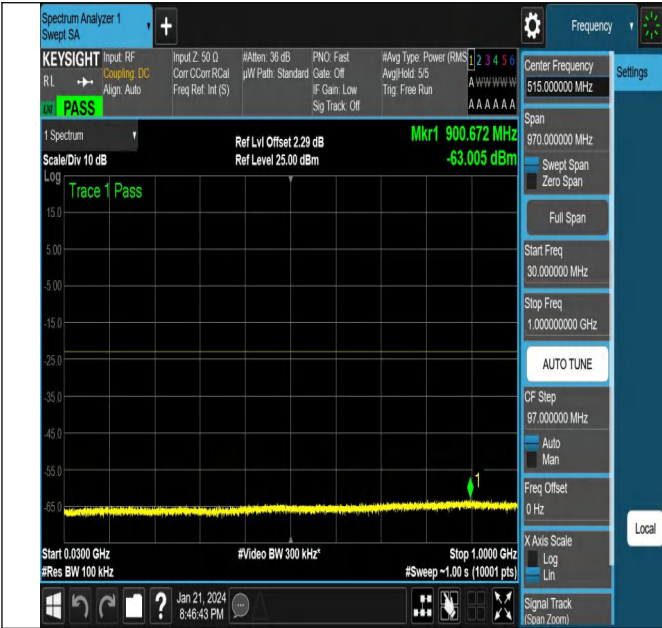 Spectrum Analyzer 1
Swept SA
+
Frequency
KEYSIGHT
RL
LXI PASS
Input: RF
Coupling: DC
Align: Auto
Input Z: 50 Ω
Corr CCorr RCal
Freq Ref: Int (S)
#Atten: 36 dB
µW Path: Standard
PNO: Fast
Gate: Off
IF Gain: Low
Sig Track: Off
#Avg Type: Power (RMS
Avg|Hold: 5/5
Trig: Free Run
1 2 3 4 5 6
A W W W W W
A A A A A A
1 Spectrum
Scale/Div 10 dB
Ref Lvl Offset 2.29 dB
Ref Level 25.00 dBm
Mkr1 900.672 MHz
-63.005 dBm
Log
Trace 1 Pass
15.0
5.00
-5.00
-15.0
-25.0
-35.0
-45.0
-55.0
-65.0
1
Start 0.0300 GHz
#Res BW 100 kHz
#Video BW 300 kHz*
Stop 1.0000 GHz
#Sweep ~1.00 s (10001 pts)
Jan 21, 2024
8:46:43 PM
Center Frequency
515.000000 MHz
Span
970.000000 MHz
Swept Span
Zero Span
Full Span
Start Freq
30.000000 MHz
Stop Freq
1.000000000 GHz
AUTO TUNE
CF Step
97.000000 MHz
Auto
Man
Freq Offset
0 Hz
X Axis Scale
Log
Lin
Signal Track
(Span Zoom)
Settings
Local